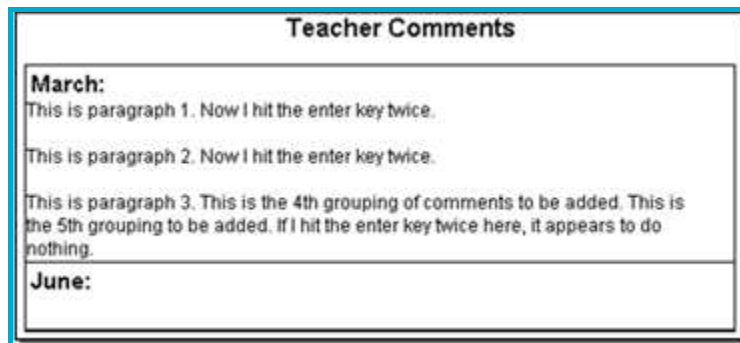 Teacher Comments
March:
This is paragraph 1. Now I hit the enter key twice.
This is paragraph 2. Now I hit the enter key twice.
This is paragraph 3. This is the 4th grouping of comments to be added. This is
the 5th grouping to be added. If I hit the enter key twice here, it appears to do
nothing.
June: